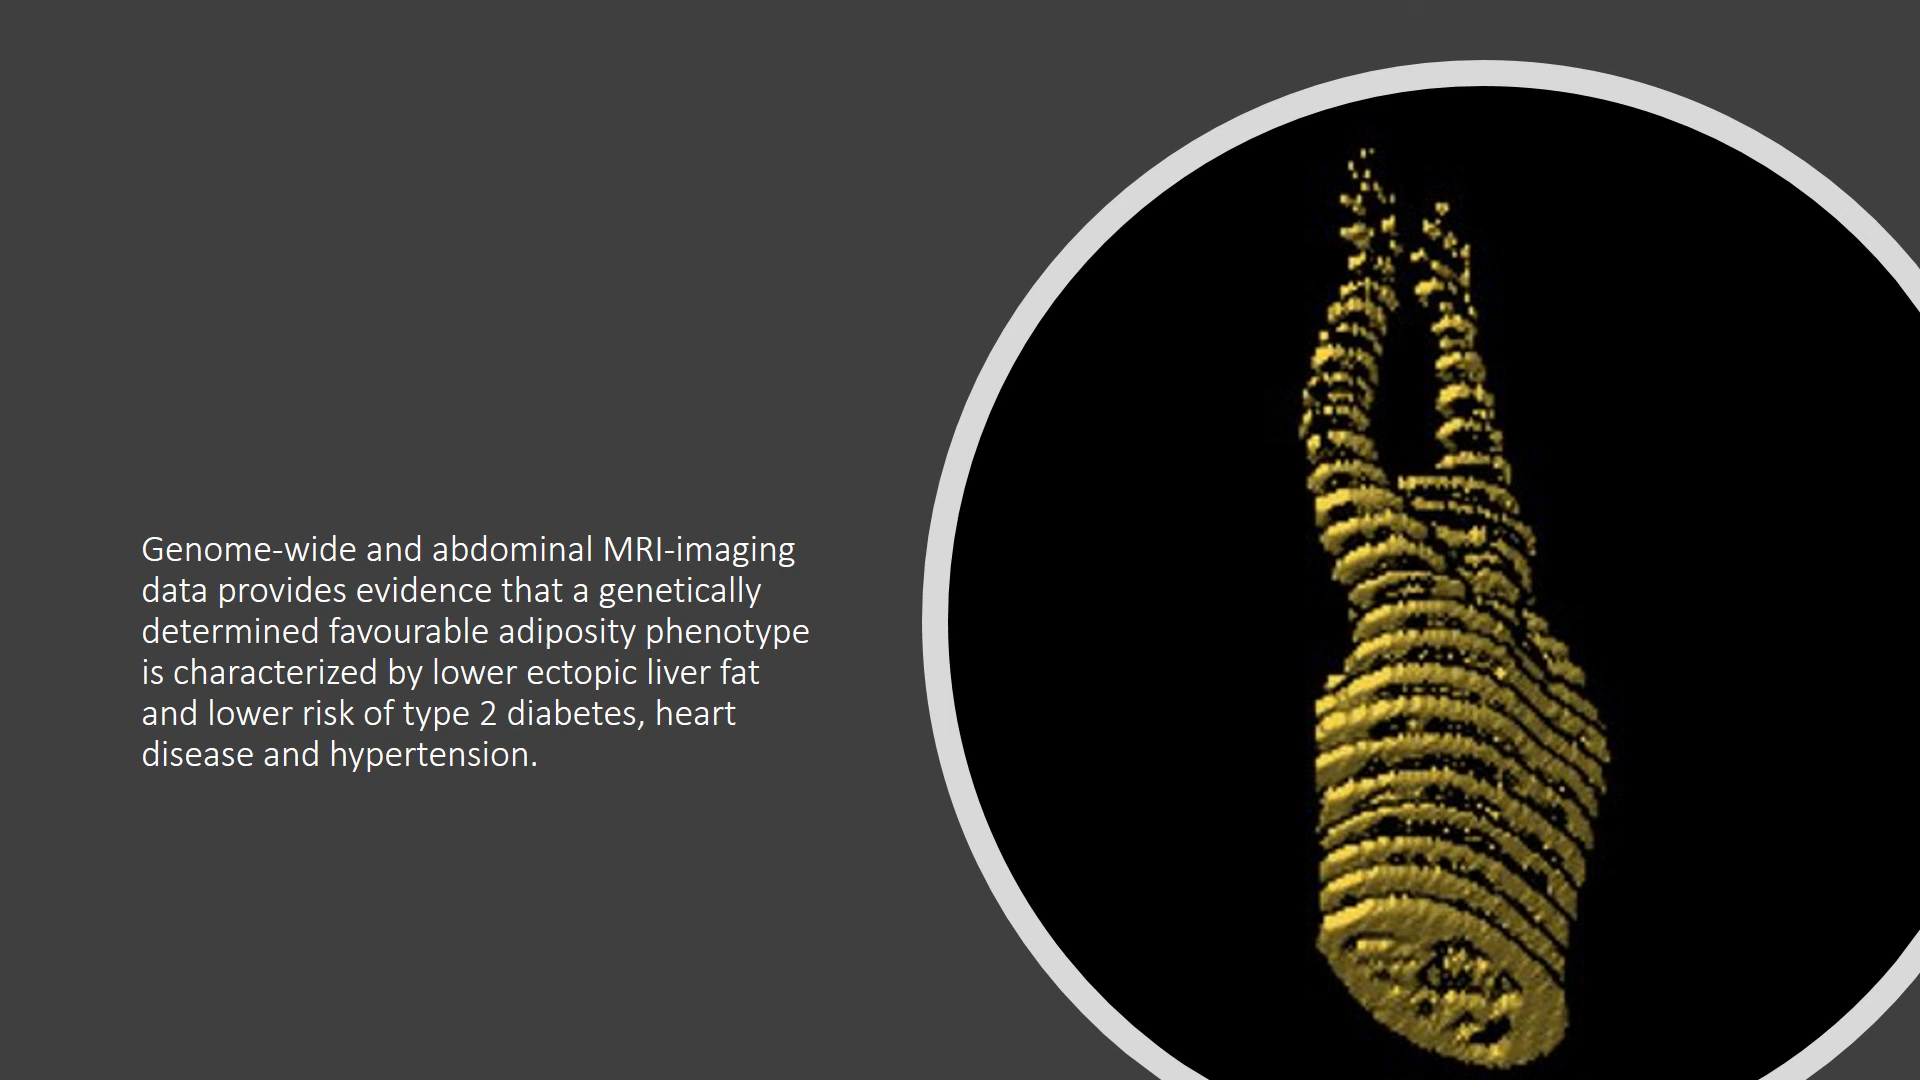 Genome-wide and abdominal MRI-imaging
data provides evidence that a genetically
determined favourable adiposity phenotype
is characterized by lower ectopic liver fat
and lower risk of type 2 diabetes, heart
disease and hypertension.